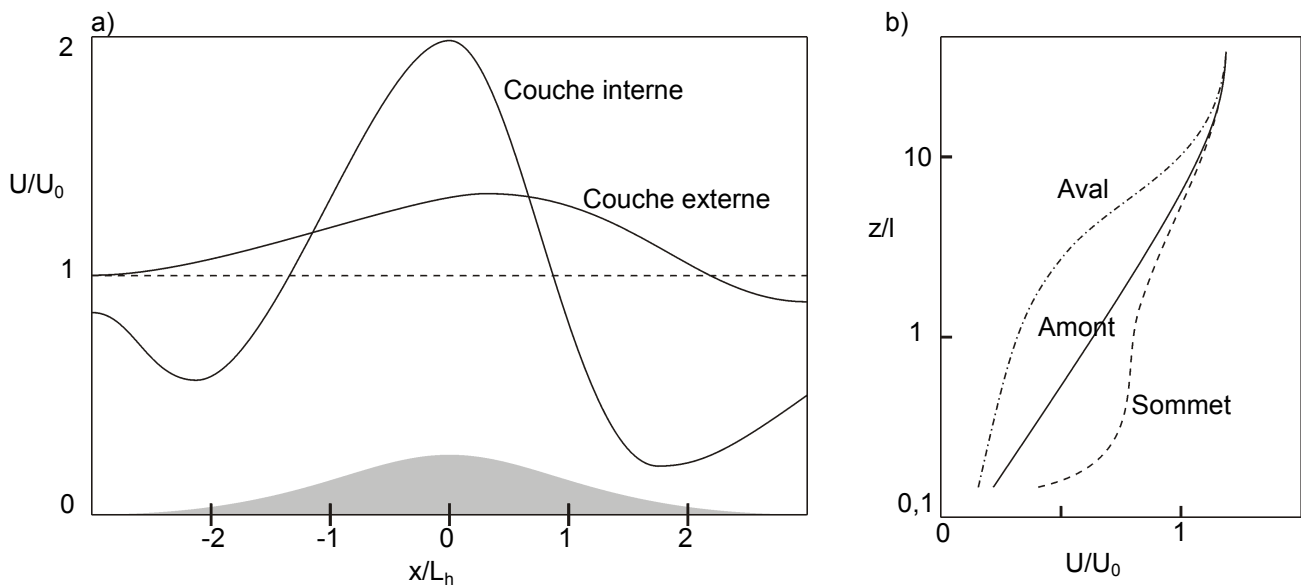 a)
2
Couche interne
U/U₀
Couche externe
1
0
-2 -1 0 1 2
x/Lₕ
b)
10
Aval
z/l
Amont
1
Sommet
0.1
0 1
U/U₀